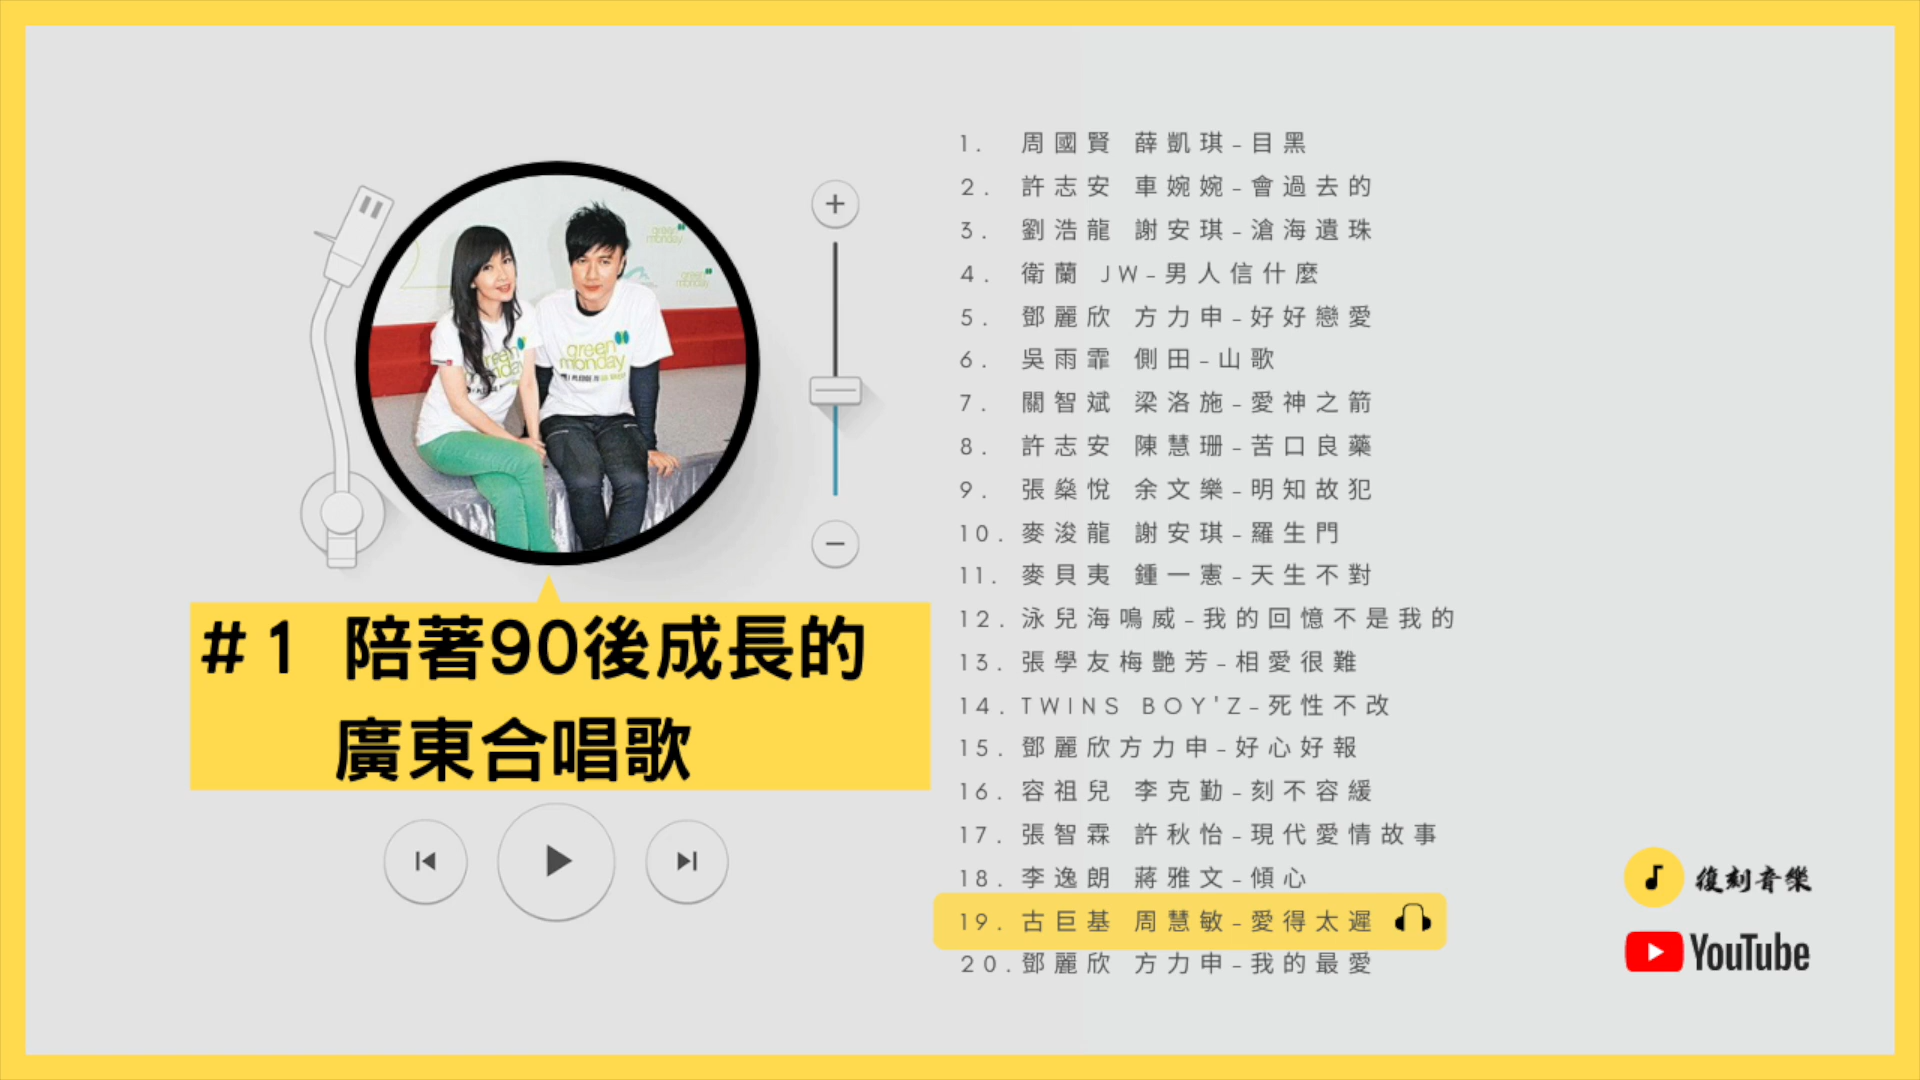 green monday
green monday
green monday
I PLEDGE TO GO GREEN
#1 陪著90後成長的
廣東合唱歌
1. 周國賢 薛凱琪-目黑
2. 許志安 車婉婉-會過去的
3. 劉浩龍 謝安琪-滄海遺珠
4. 衛蘭 JW-男人信什麼
5. 鄧麗欣 方力申-好好戀愛
6. 吳雨霏 側田-山歌
7. 關智斌 梁洛施-愛神之箭
8. 許志安 陳慧珊-苦口良藥
9. 張燊悅 余文樂-明知故犯
10. 麥浚龍 謝安琪-羅生門
11. 麥貝夷 鍾一憲-天生不對
12. 泳兒海鳴威-我的回憶不是我的
13. 張學友梅艷芳-相愛很難
14. TWINS BOY'Z-死性不改
15. 鄧麗欣方力申-好心好報
16. 容祖兒 李克勤-刻不容緩
17. 張智霖 許秋怡-現代愛情故事
18. 李逸朗 蔣雅文-傾心
19. 古巨基 周慧敏-愛得太遲
20. 鄧麗欣 方力申-我的最愛
復刻音樂
YouTube